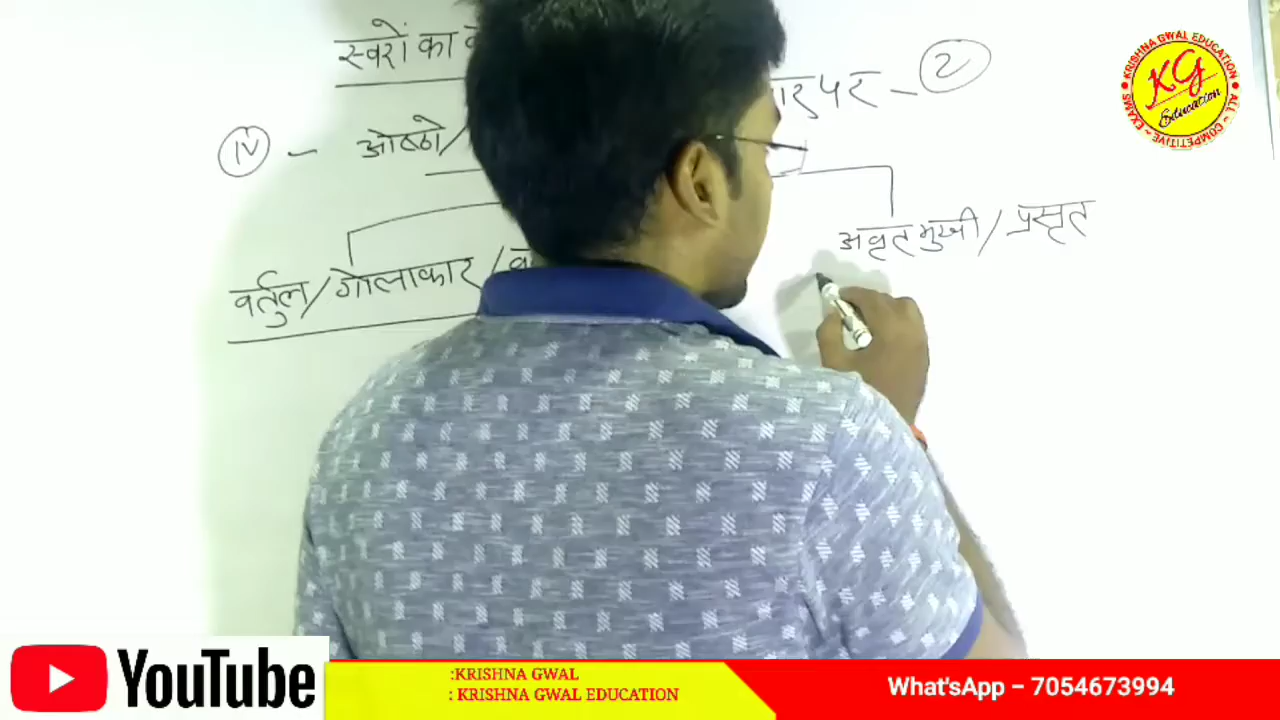 स्वरों का
पर - 2
IV - ओष्ठो/
अवृतमुखी/ प्रसृत
वर्तुल/गोलाकार/
KRISHNA GWAL EDUCATION
KG
Education
ALL COMPETITIVE EXAMS
YouTube
:KRISHNA GWAL
: KRISHNA GWAL EDUCATION
What'sApp – 7054673994